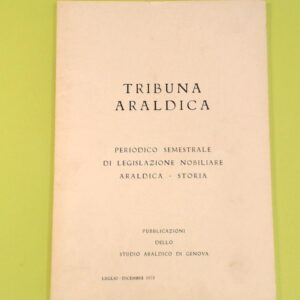 TRIBUNA
ARALDICA
PERIODICO SEMESTRALE
DI LEGISLAZIONE NOBILIARE
ARALDICA - STORIA
PUBBLICAZIONI
DELLO
STUDIO ARALDICO DI GENOVA
LUGLIO - DICEMBRE